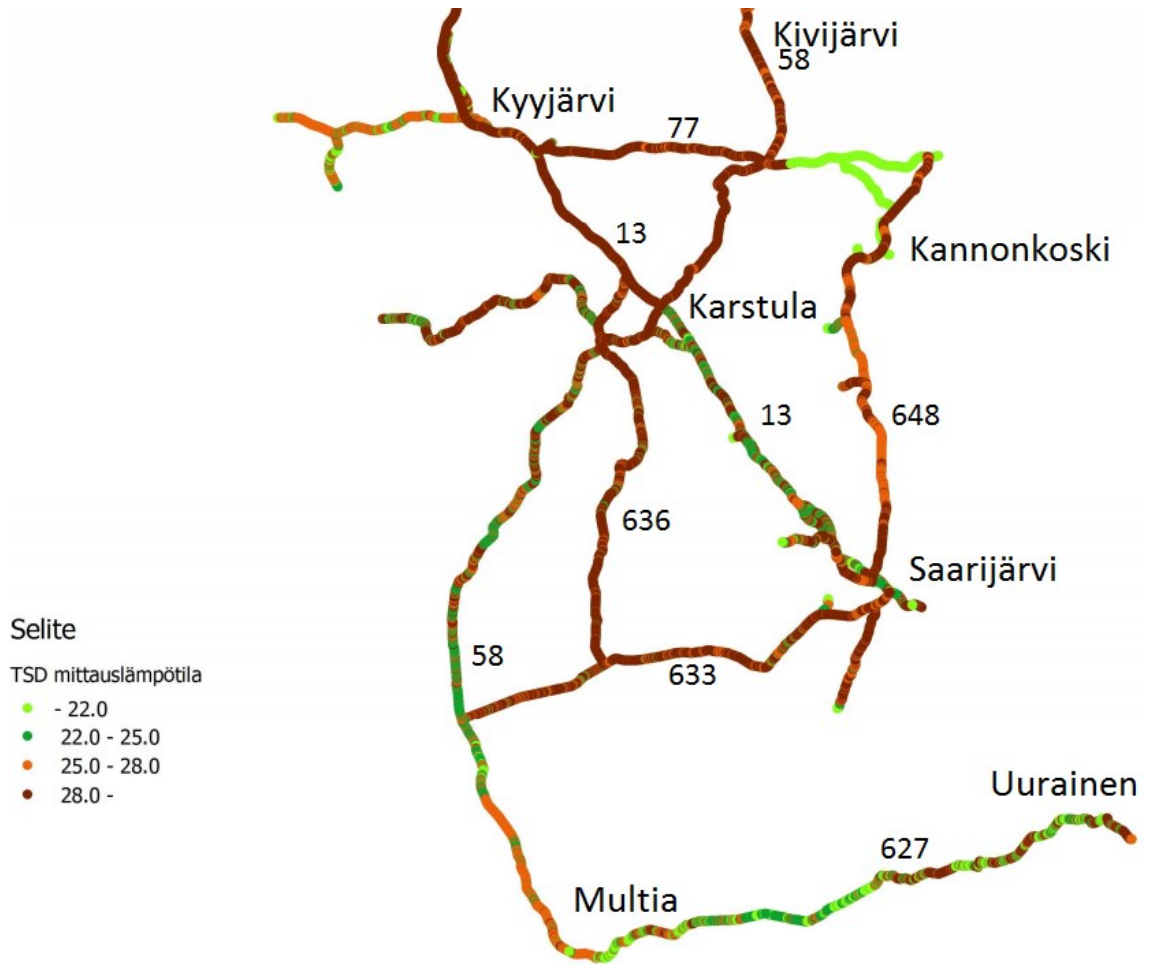 Kivijärvi
58
Kyyjärvi
77
13
Kannonkoski
Karstula
13
648
636
Saarijärvi
Selite
58
633
TSD mittauslämpötila
- 22.0
22.0 - 25.0
25.0 - 28.0
28.0 -
Uurainen
627
Multia